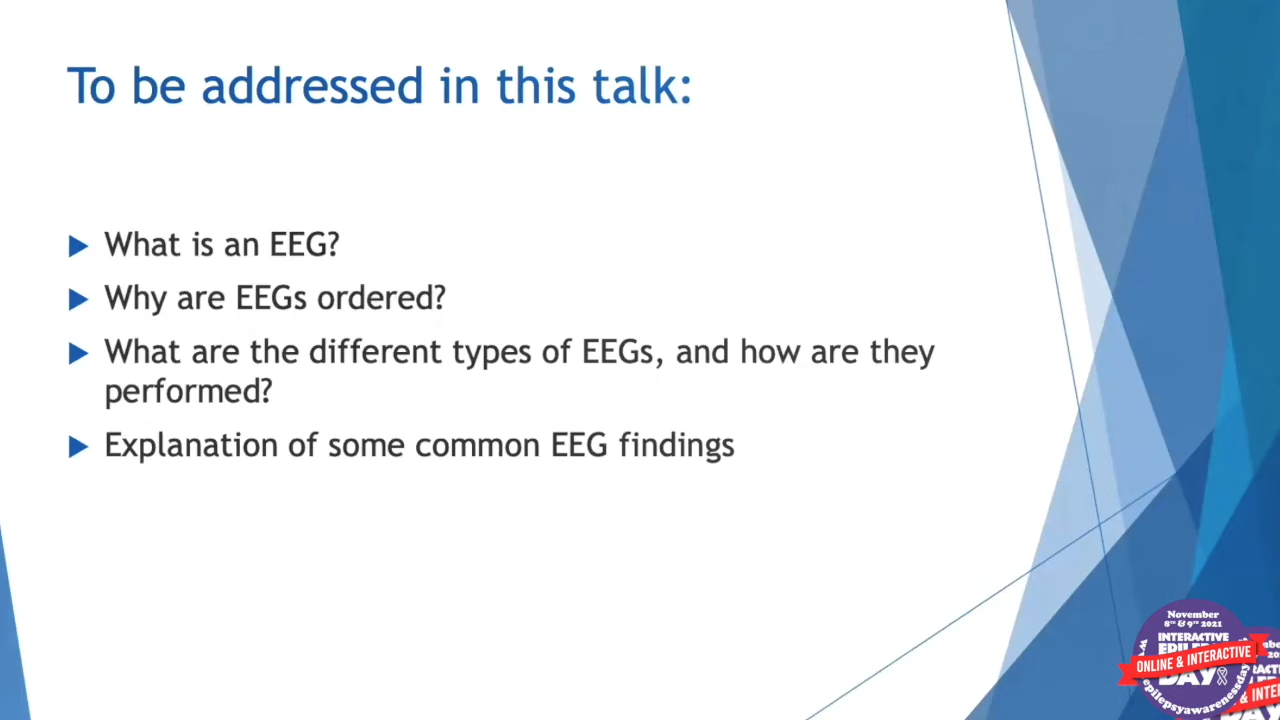 To be addressed in this talk:
What is an EEG?
Why are EEGs ordered?
What are the different types of EEGs, and how are they
performed?
Explanation of some common EEG findings
November
8TH & 9TH 2021
INTERACTIVE
ONLINE & INTERACTIVE
DAY
epilepsyawarenessday